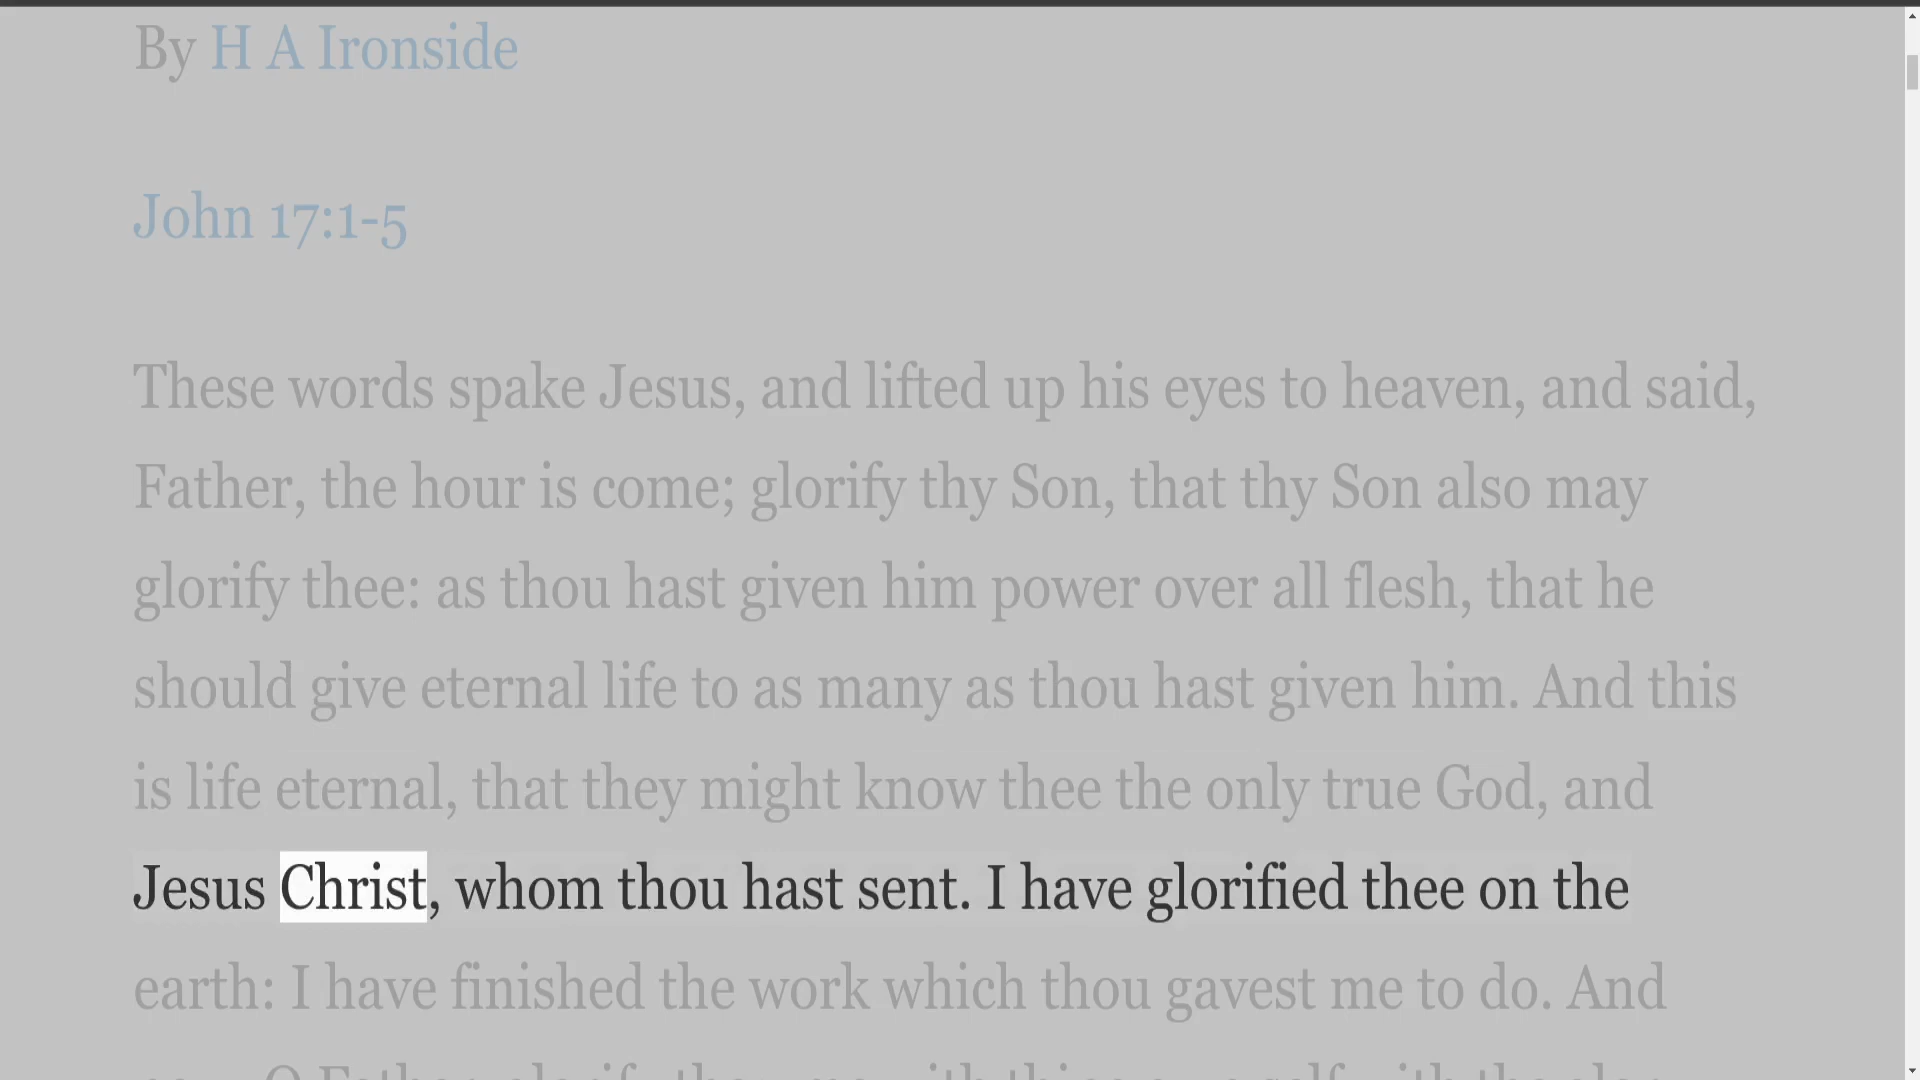 By H A Ironside
John 17:1-5
These words spake Jesus, and lifted up his eyes to heaven, and said,
Father, the hour is come; glorify thy Son, that thy Son also may
glorify thee: as thou hast given him power over all flesh, that he
should give eternal life to as many as thou hast given him. And this
is life eternal, that they might know thee the only true God, and
Jesus Christ, whom thou hast sent. I have glorified thee on the
earth: I have finished the work which thou gavest me to do. And